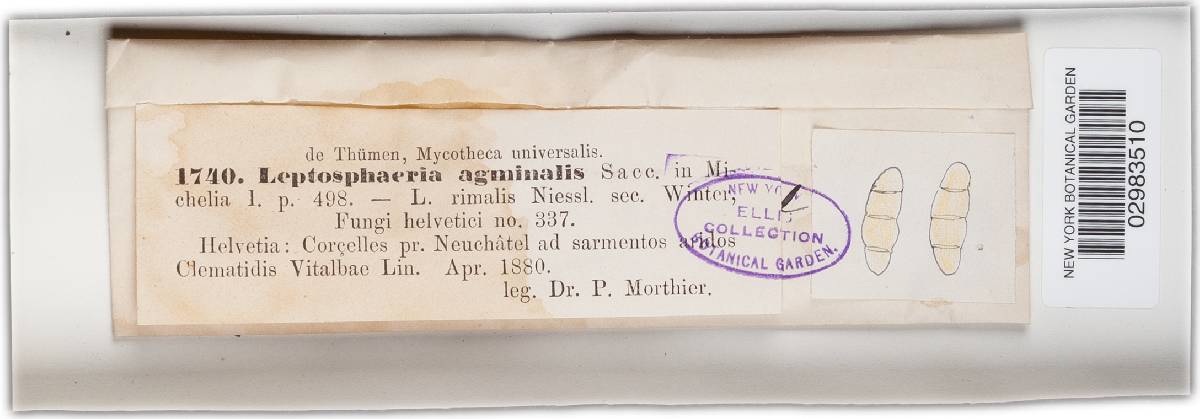 de Thümen, Mycotheca universalis.
1740. Leptosphaeria agminalis Sacc. in Mi-
chelia I. p. 498. — L. rimalis Niessl. sec. Winter,
Fungi helvetici no. 337.
Helvetia: Corçelles pr. Neuchâtel ad sarmentos aridos
Clematidis Vitalbae Lin. Apr. 1880.
leg. Dr. P. Morthier.
NEW YORK
ELLIS
COLLECTION
BOTANICAL GARDEN.
NEW YORK BOTANICAL GARDEN
02983510